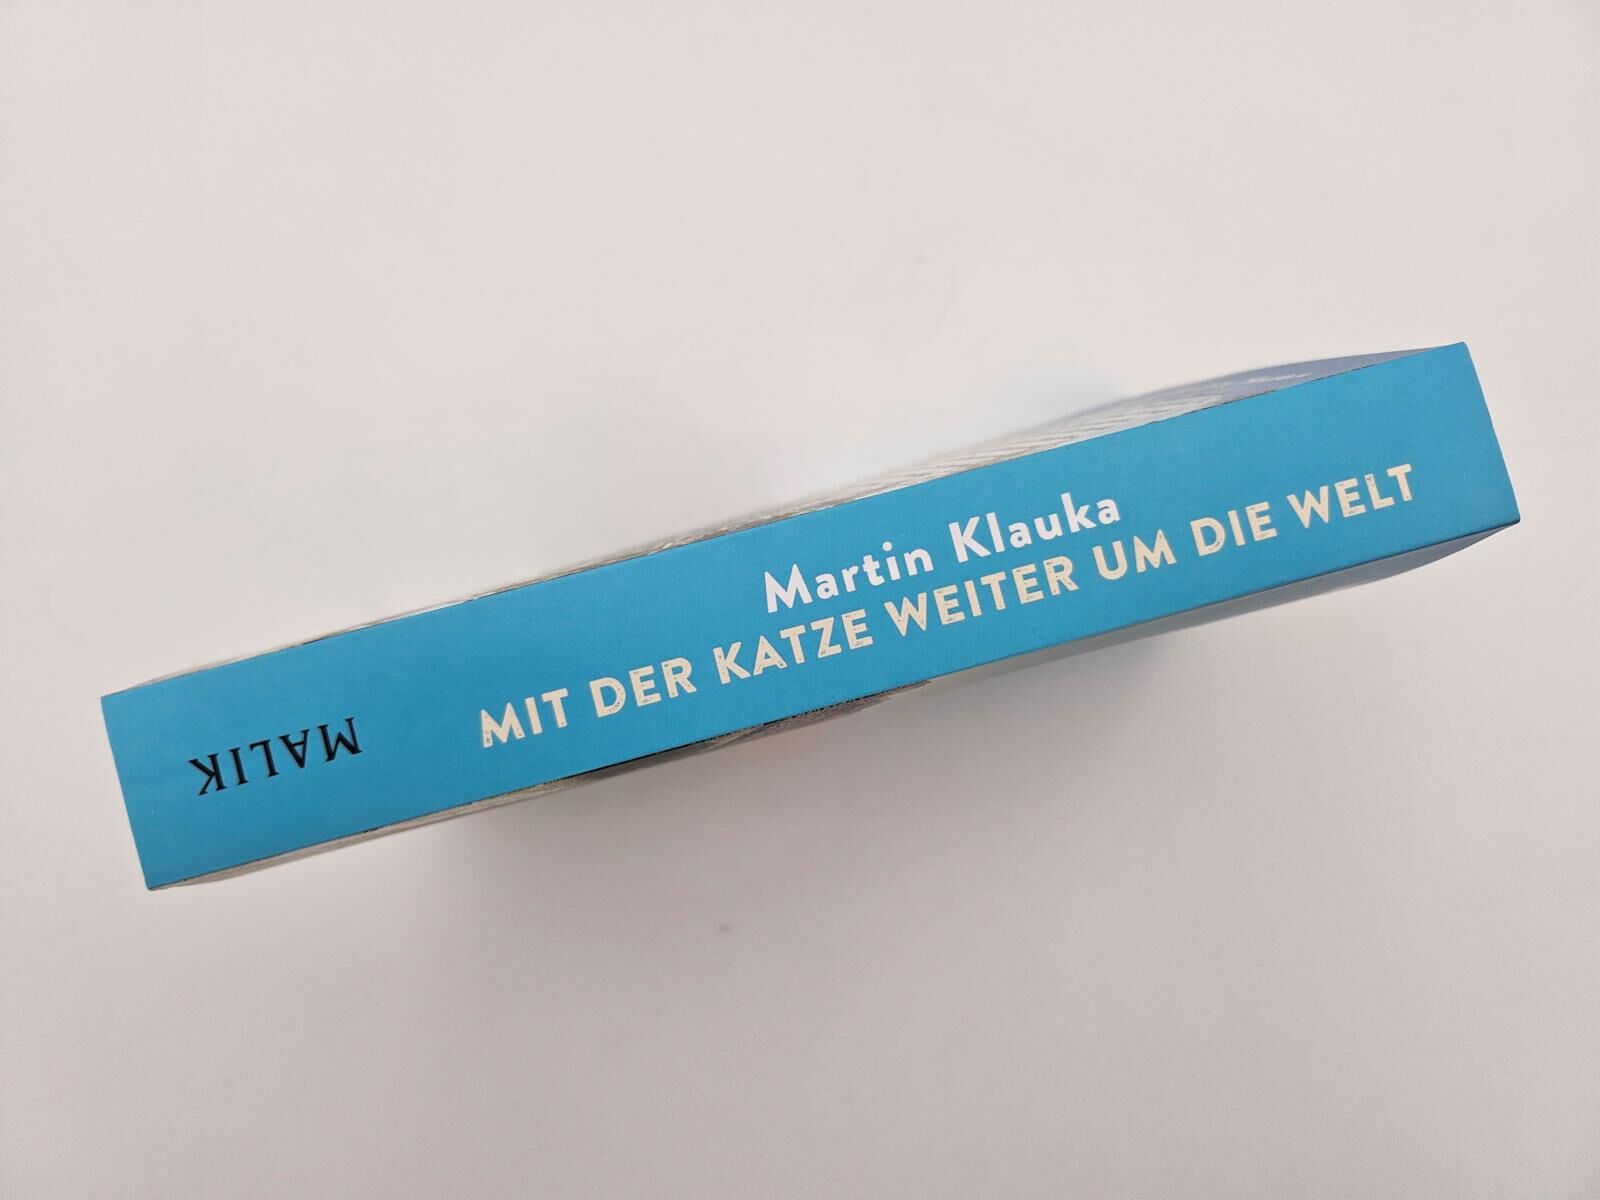 Martin Klauka
MIT DER KATZE WEITER UM DIE WELT
MALIK